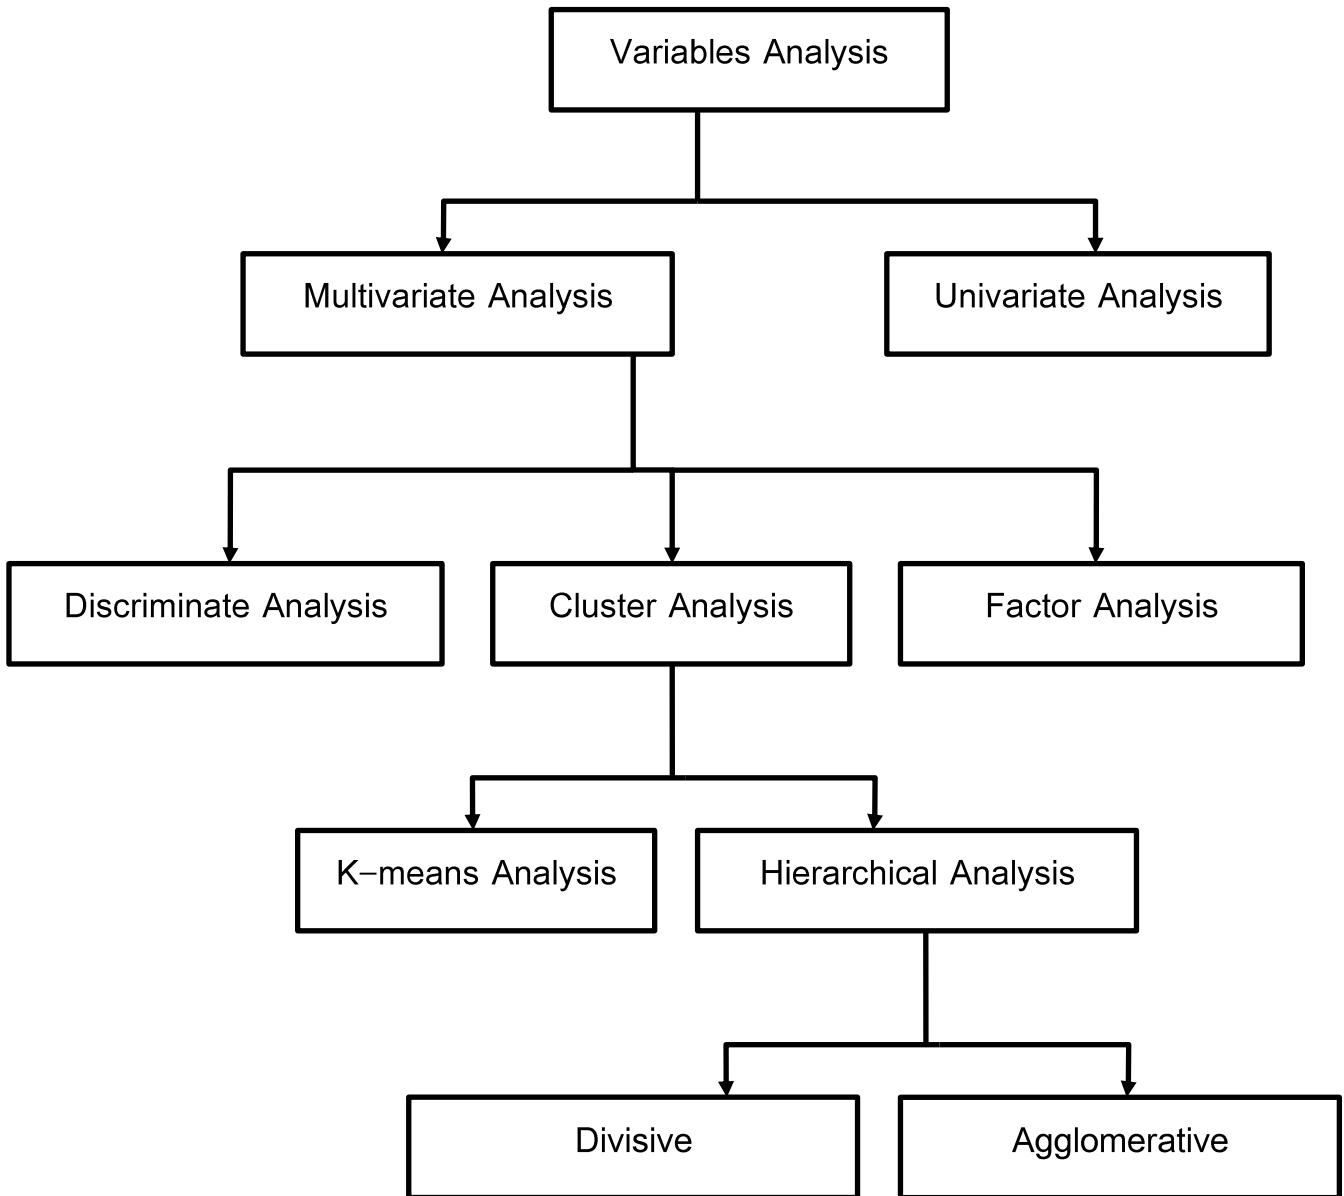 Variables Analysis
Multivariate Analysis
Univariate Analysis
Discriminate Analysis
Cluster Analysis
Factor Analysis
K−means Analysis
Hierarchical Analysis
Divisive
Agglomerative